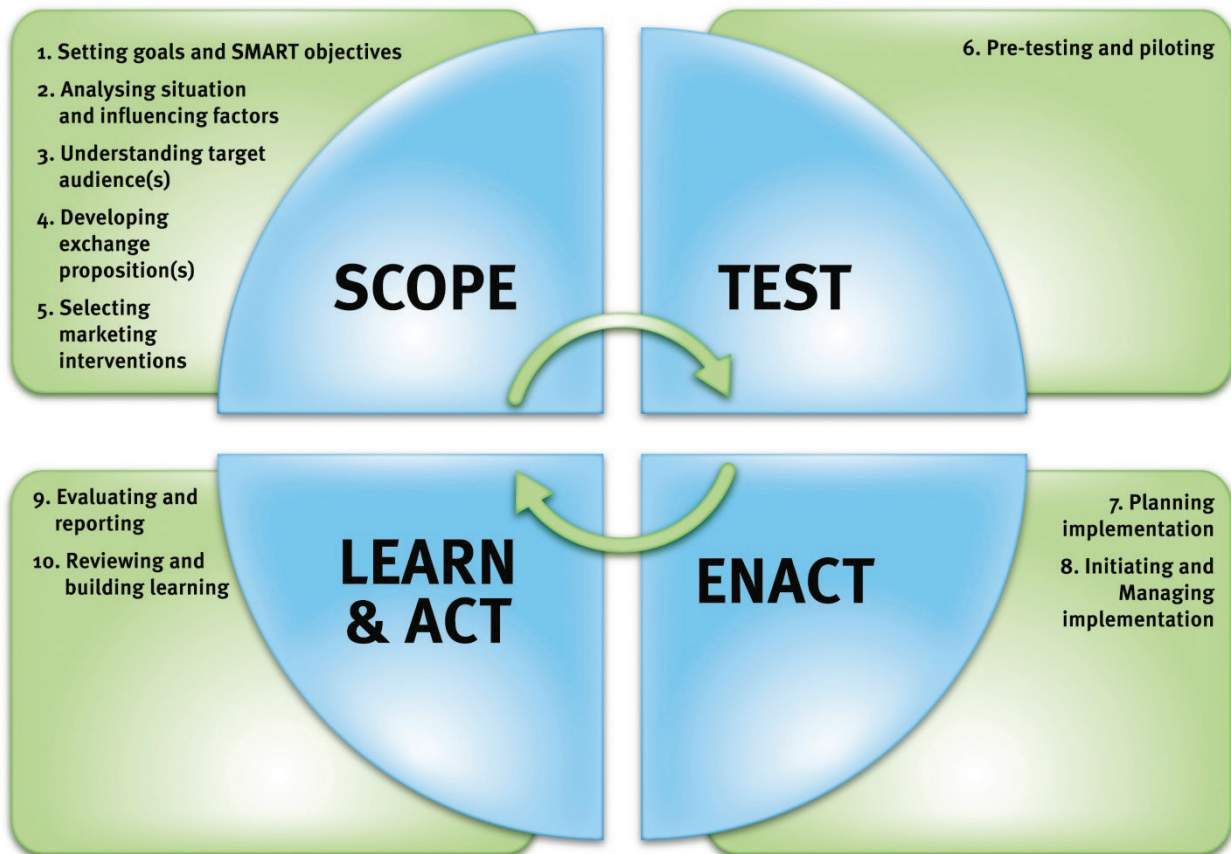 1. Setting goals and SMART objectives
2. Analysing situation
and influencing factors
3. Understanding target
audience(s)
4. Developing
exchange
proposition(s)
5. Selecting
marketing
interventions
SCOPE
6. Pre-testing and piloting
TEST
9. Evaluating and
reporting
10. Reviewing and
building learning
LEARN
& ACT
7. Planning
implementation
8. Initiating and
Managing
implementation
ENACT